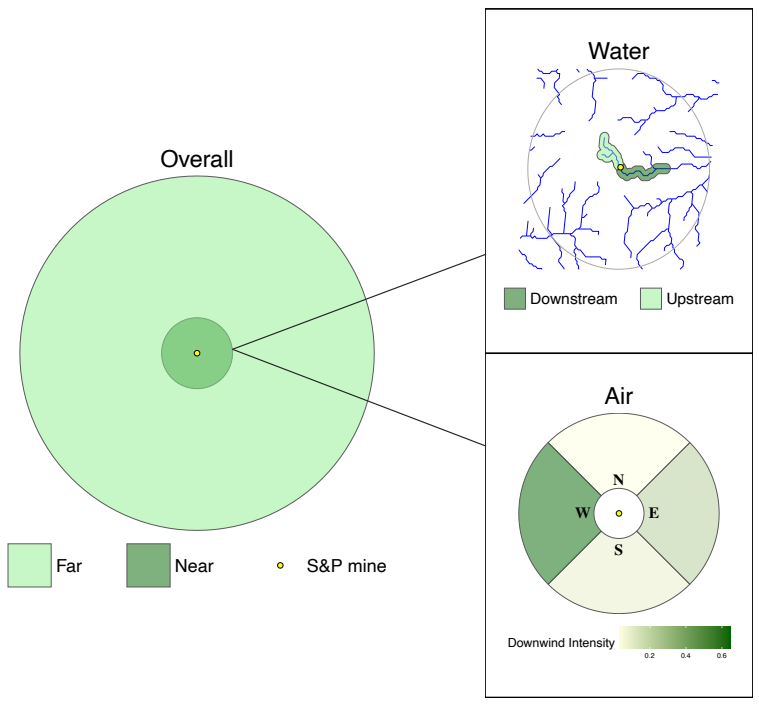 Overall
Far
Near
S&P mine
Water
Downstream
Upstream
Air
N
W
E
S
Downwind Intensity
0.2
0.4
0.6